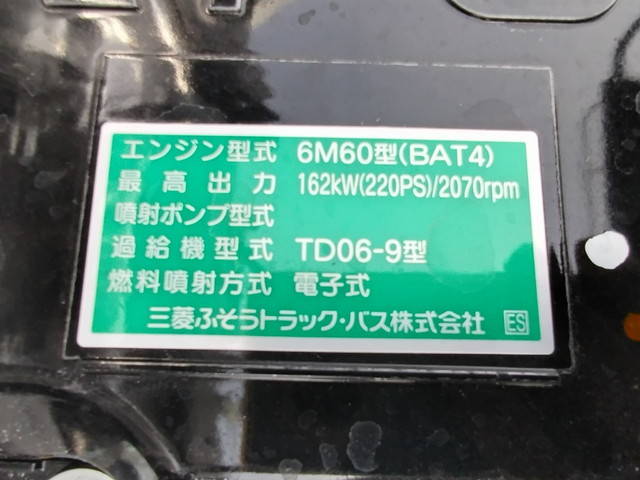 エンジン型式 6M60型(BAT4)
最高出力 162kW(220PS)/2070rpm
噴射ポンプ型式
過給機型式 TD06-9型
燃料噴射方式 電子式
三菱ふそうトラック・バス株式会社 ES